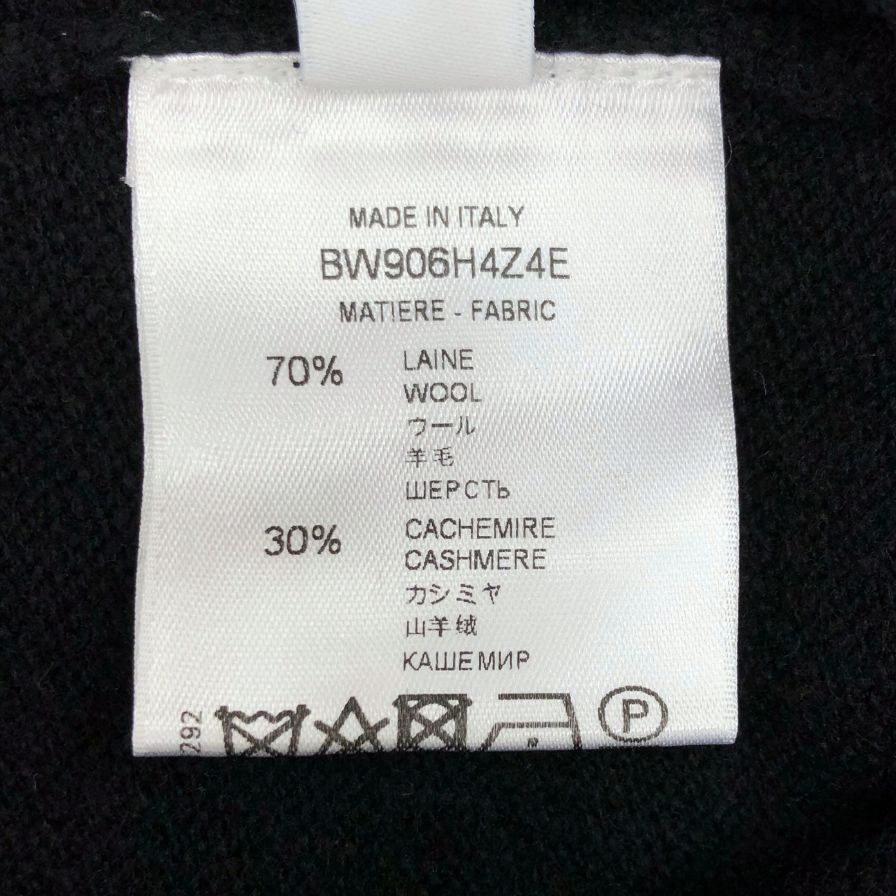 MADE IN ITALY
BW906H4Z4E
MATIERE - FABRIC
70% LAINE
WOOL
ウール
羊毛
ШЕРСТЬ
30% CACHEMIRE
CASHMERE
カシミヤ
山羊绒
КАШЕМИР
292
P